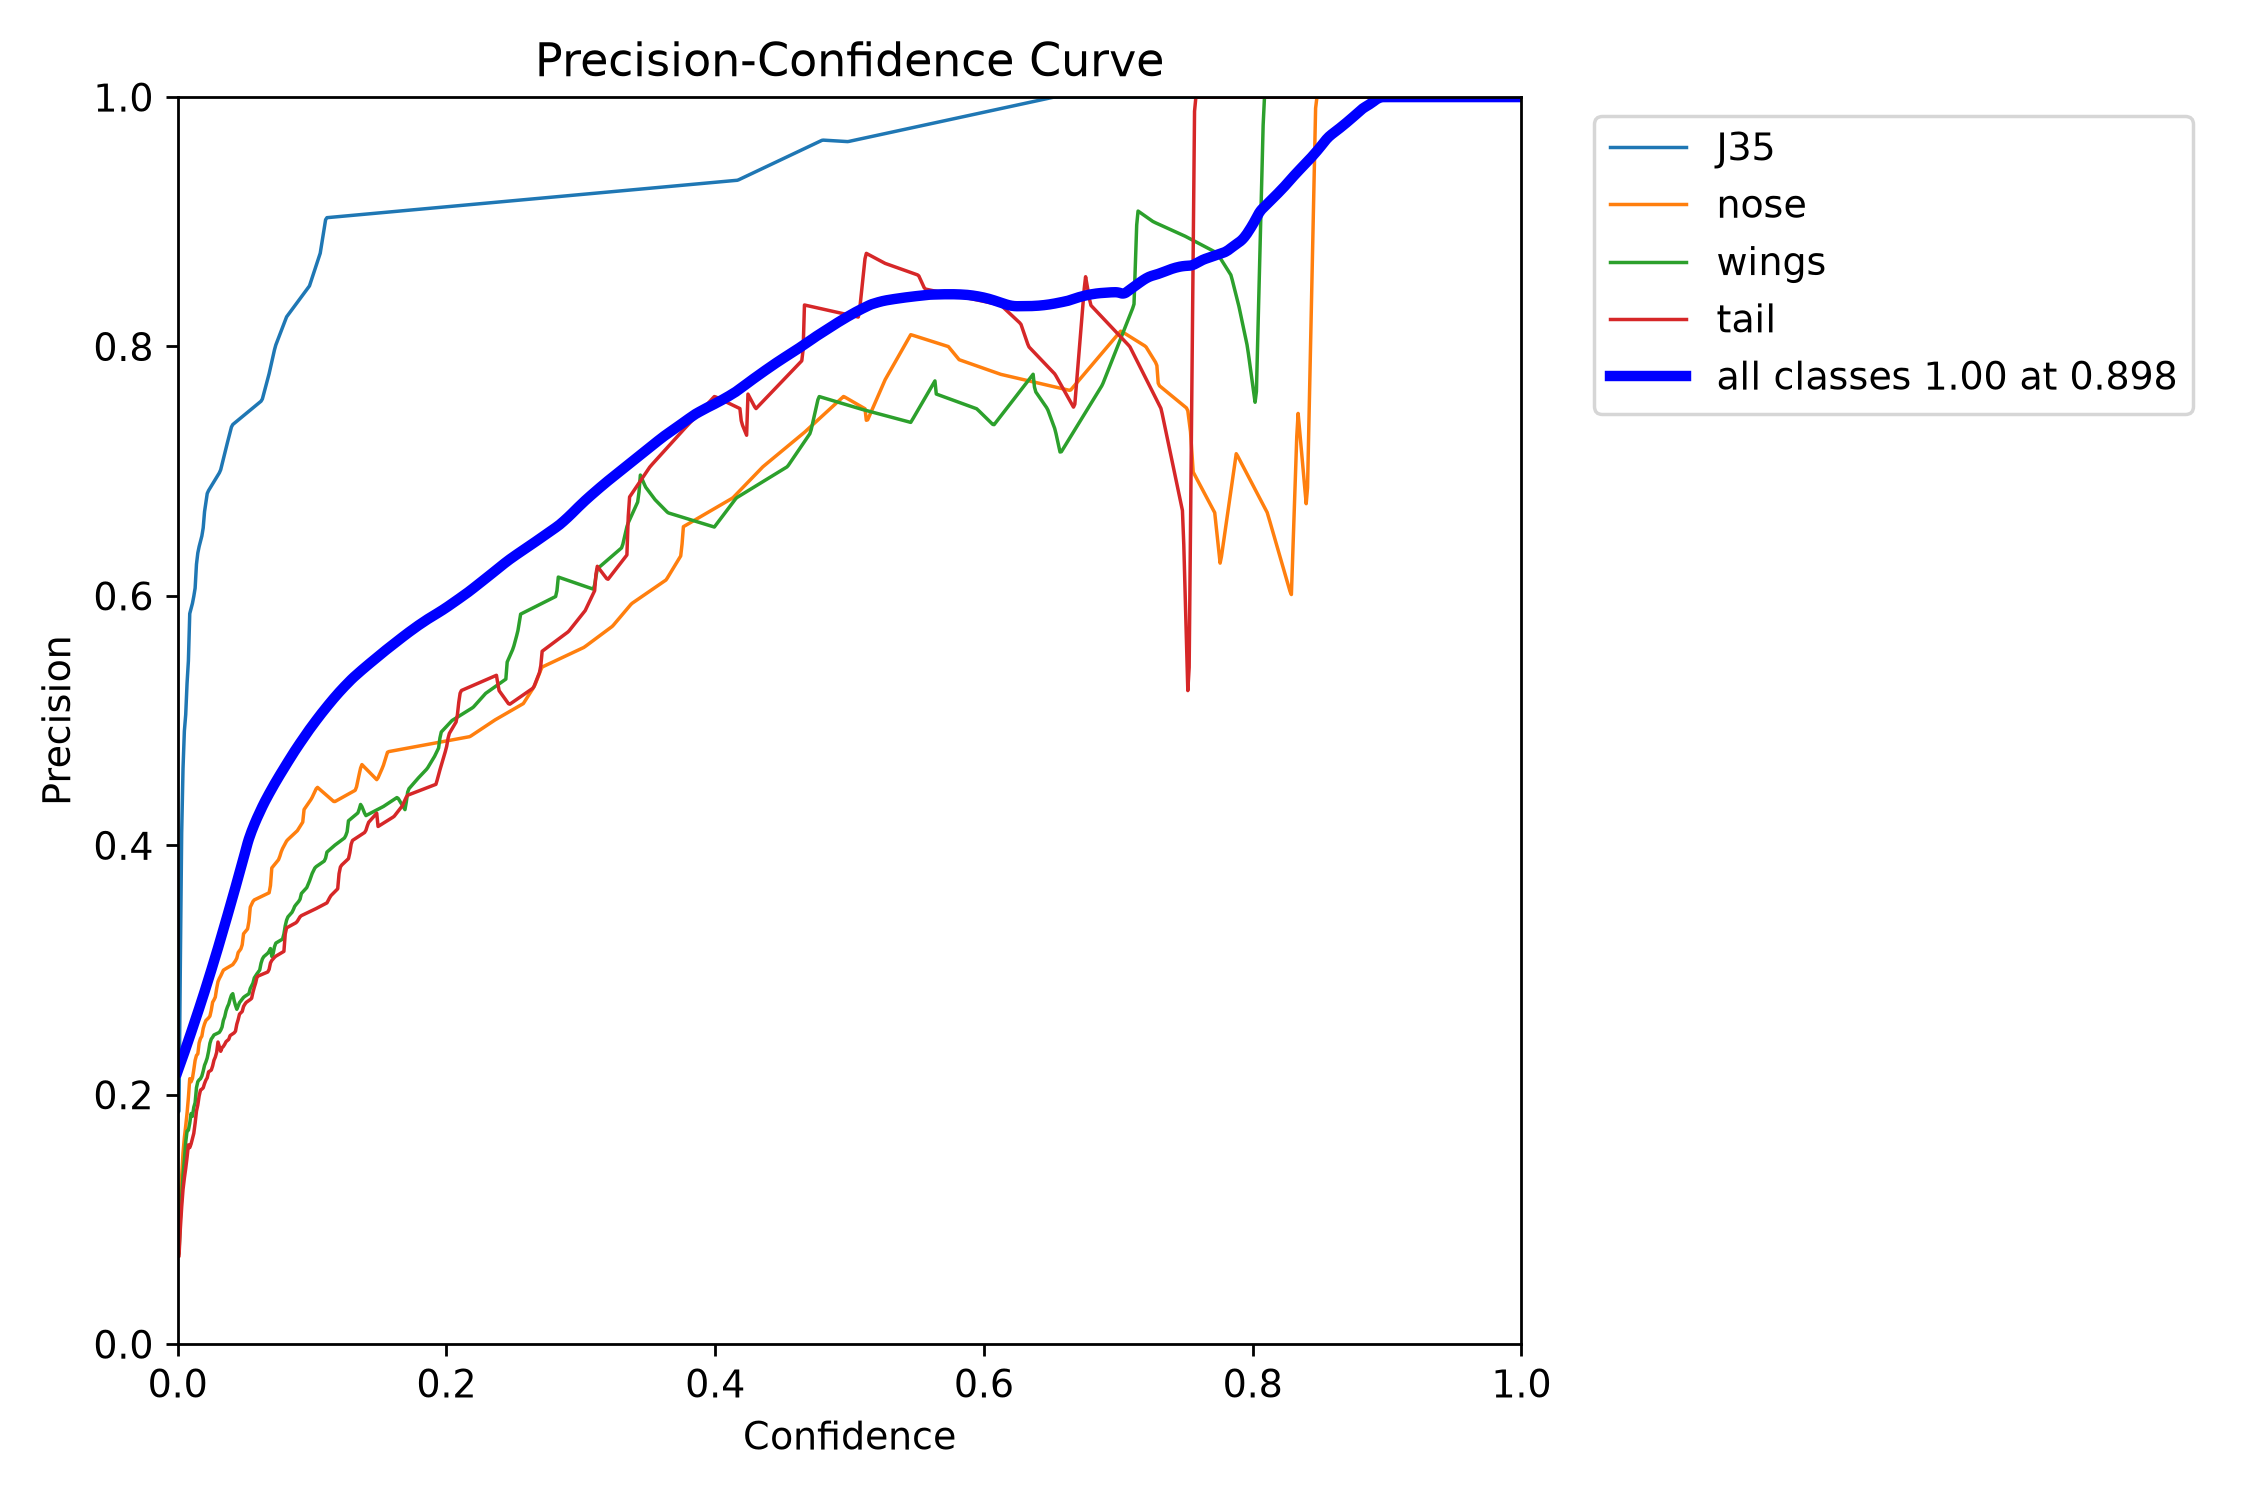 Precision-Confidence Curve
1.0
0.8
0.6
0.4
0.2
0.0
Precision
0.0 0.2 0.4 0.6 0.8 1.0
Confidence
J35
nose
wings
tail
all classes 1.00 at 0.898